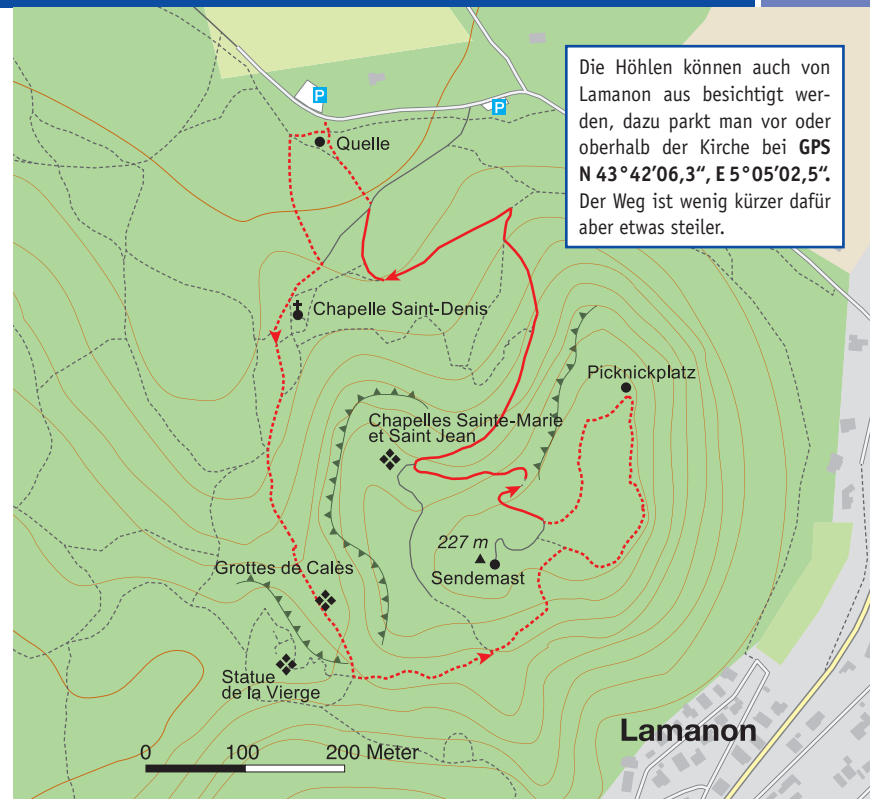 P
P
Die Höhlen können auch von
Lamanon aus besichtigt wer-
den, dazu parkt man vor oder
oberhalb der Kirche bei GPS
N 43°42'06,3“, E 5°05'02,5“.
Der Weg ist wenig kürzer dafür
aber etwas steiler.
Quelle
Chapelle Saint-Denis
Picknickplatz
Chapelles Sainte-Marie
et Saint Jean
227 m
Sendemast
Grottes de Calès
Statue
de la Vierge
Lamanon
0 100 200 Meter